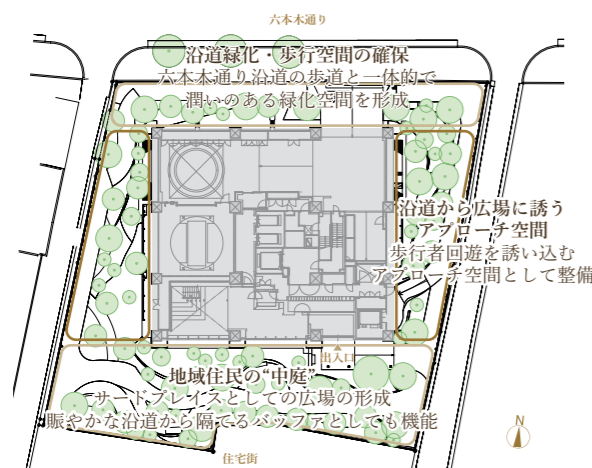 六本木通り
沿道緑化・歩行空間の確保
六本木通り沿道の歩道と一体的で
潤いのある緑化空間を形成
沿道から広場に誘う
アプローチ空間
歩行者回遊を誘い込む
アプローチ空間として整備
出入口
地域住民の“中庭”
サードプレイスとしての広場の形成
賑やかな沿道から隔てるバッファとしても機能
住宅街
N